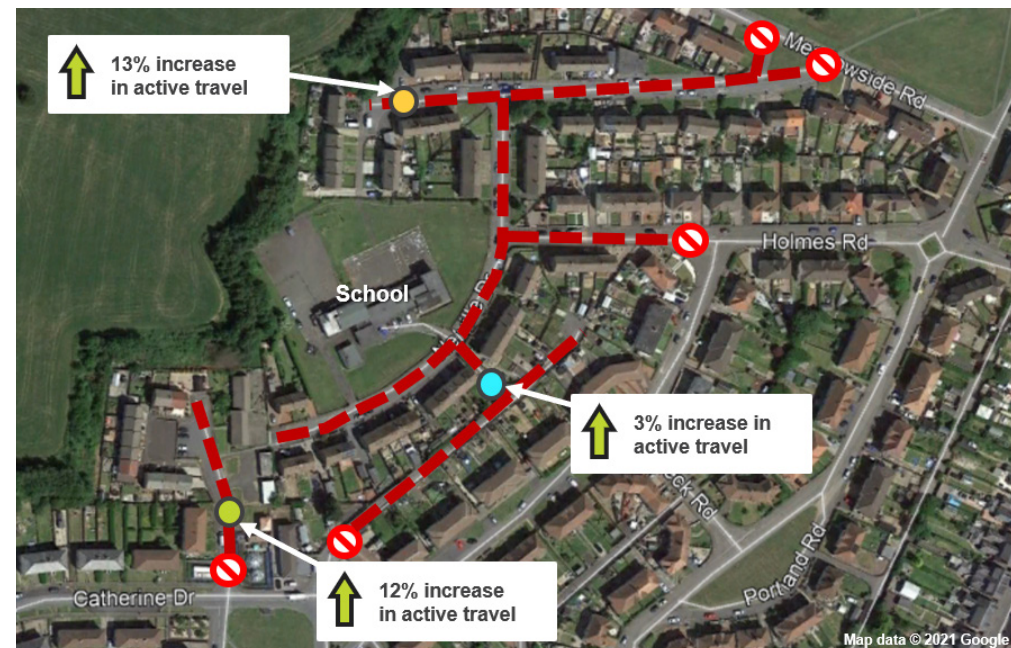 13% increase
in active travel
Holmes Rd
School
3% increase in
active travel
Portland Rd
12% increase
in active travel
Catherine Dr
Map data © 2021 Google